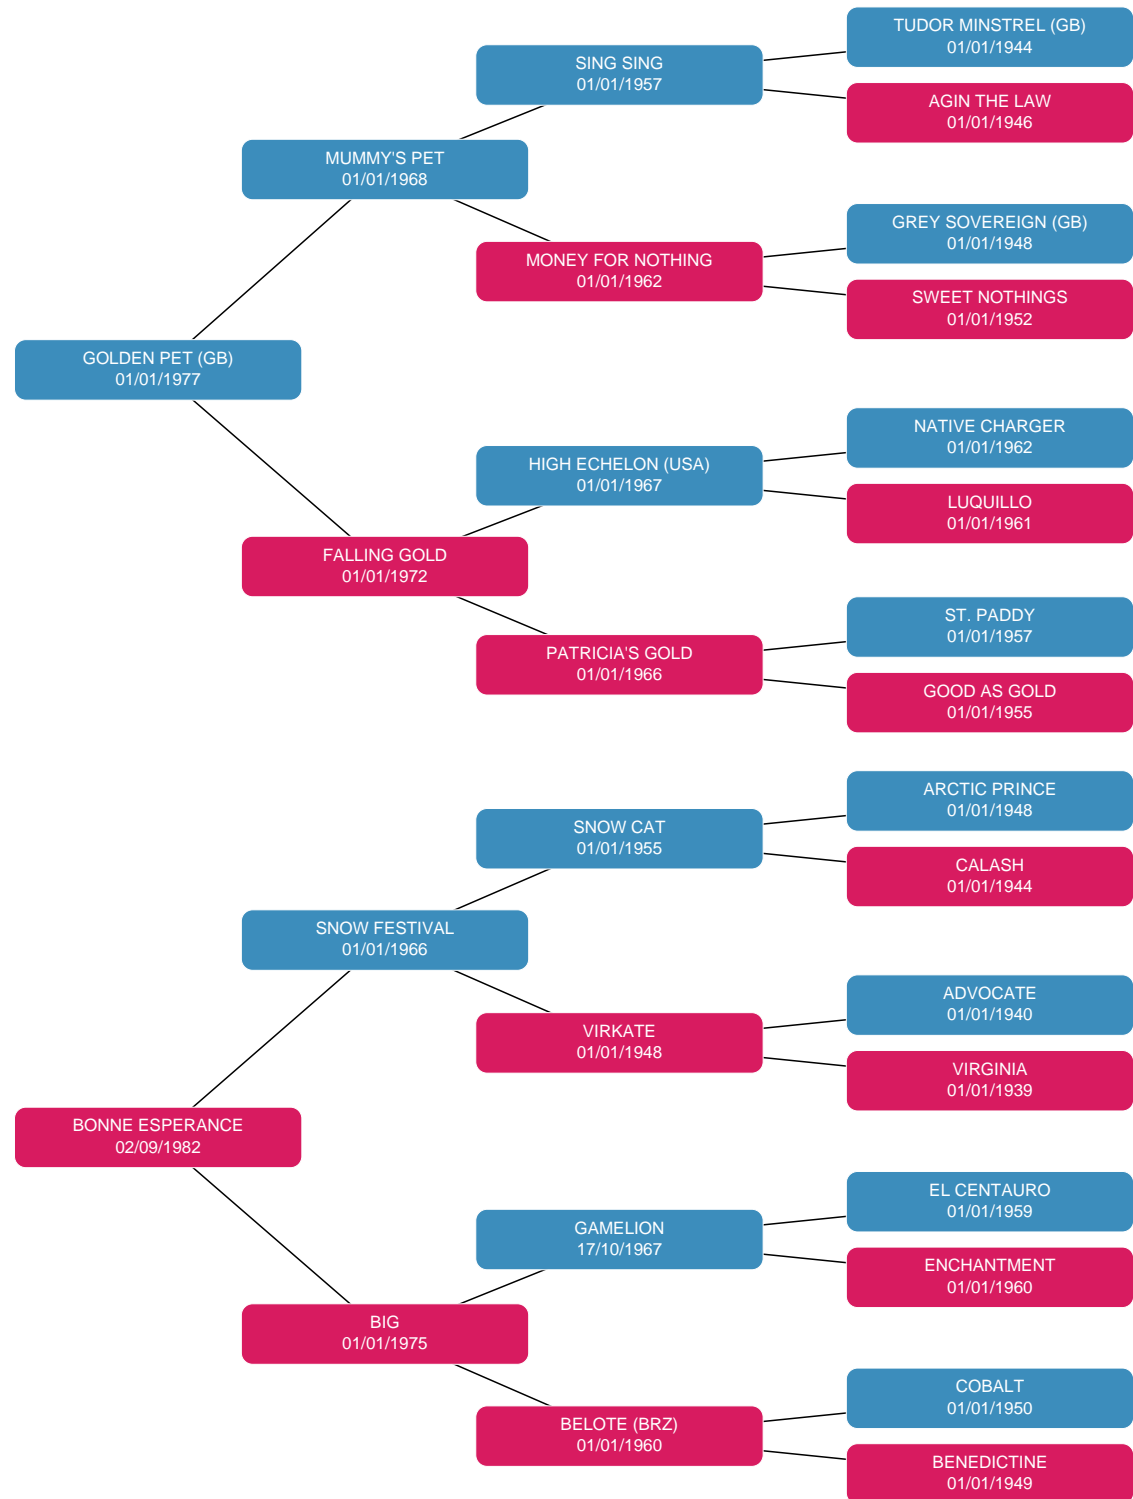 TUDOR MINSTREL (GB)
01/01/1944
SING SING
01/01/1957
AGIN THE LAW
01/01/1946
MUMMY'S PET
01/01/1968
GREY SOVEREIGN (GB)
01/01/1948
MONEY FOR NOTHING
01/01/1962
SWEET NOTHINGS
01/01/1952
GOLDEN PET (GB)
01/01/1977
NATIVE CHARGER
01/01/1962
HIGH ECHELON (USA)
01/01/1967
LUQUILLO
01/01/1961
FALLING GOLD
01/01/1972
ST. PADDY
01/01/1957
PATRICIA'S GOLD
01/01/1966
GOOD AS GOLD
01/01/1955
ARCTIC PRINCE
01/01/1948
SNOW CAT
01/01/1955
CALASH
01/01/1944
SNOW FESTIVAL
01/01/1966
ADVOCATE
01/01/1940
VIRKATE
01/01/1948
VIRGINIA
01/01/1939
BONNE ESPERANCE
02/09/1982
EL CENTAURO
01/01/1959
GAMELION
17/10/1967
ENCHANTMENT
01/01/1960
BIG
01/01/1975
COBALT
01/01/1950
BELOTE (BRZ)
01/01/1960
BENEDICTINE
01/01/1949